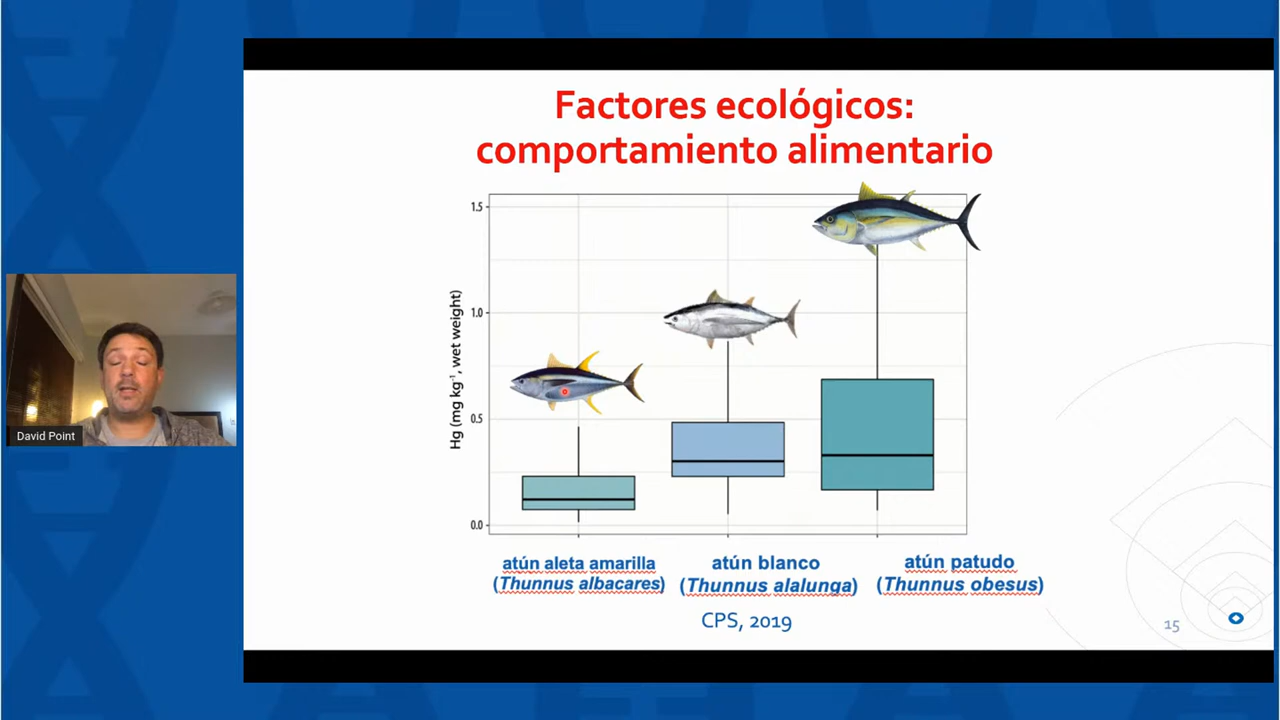 Factores ecológicos:
comportamiento alimentario
Hg (mg kg⁻¹, wet weight)
1.5
1.0
0.5
0.0
atún aleta amarilla
(Thunnus albacares)
atún blanco
(Thunnus alalunga)
atún patudo
(Thunnus obesus)
CPS, 2019
15
David Point